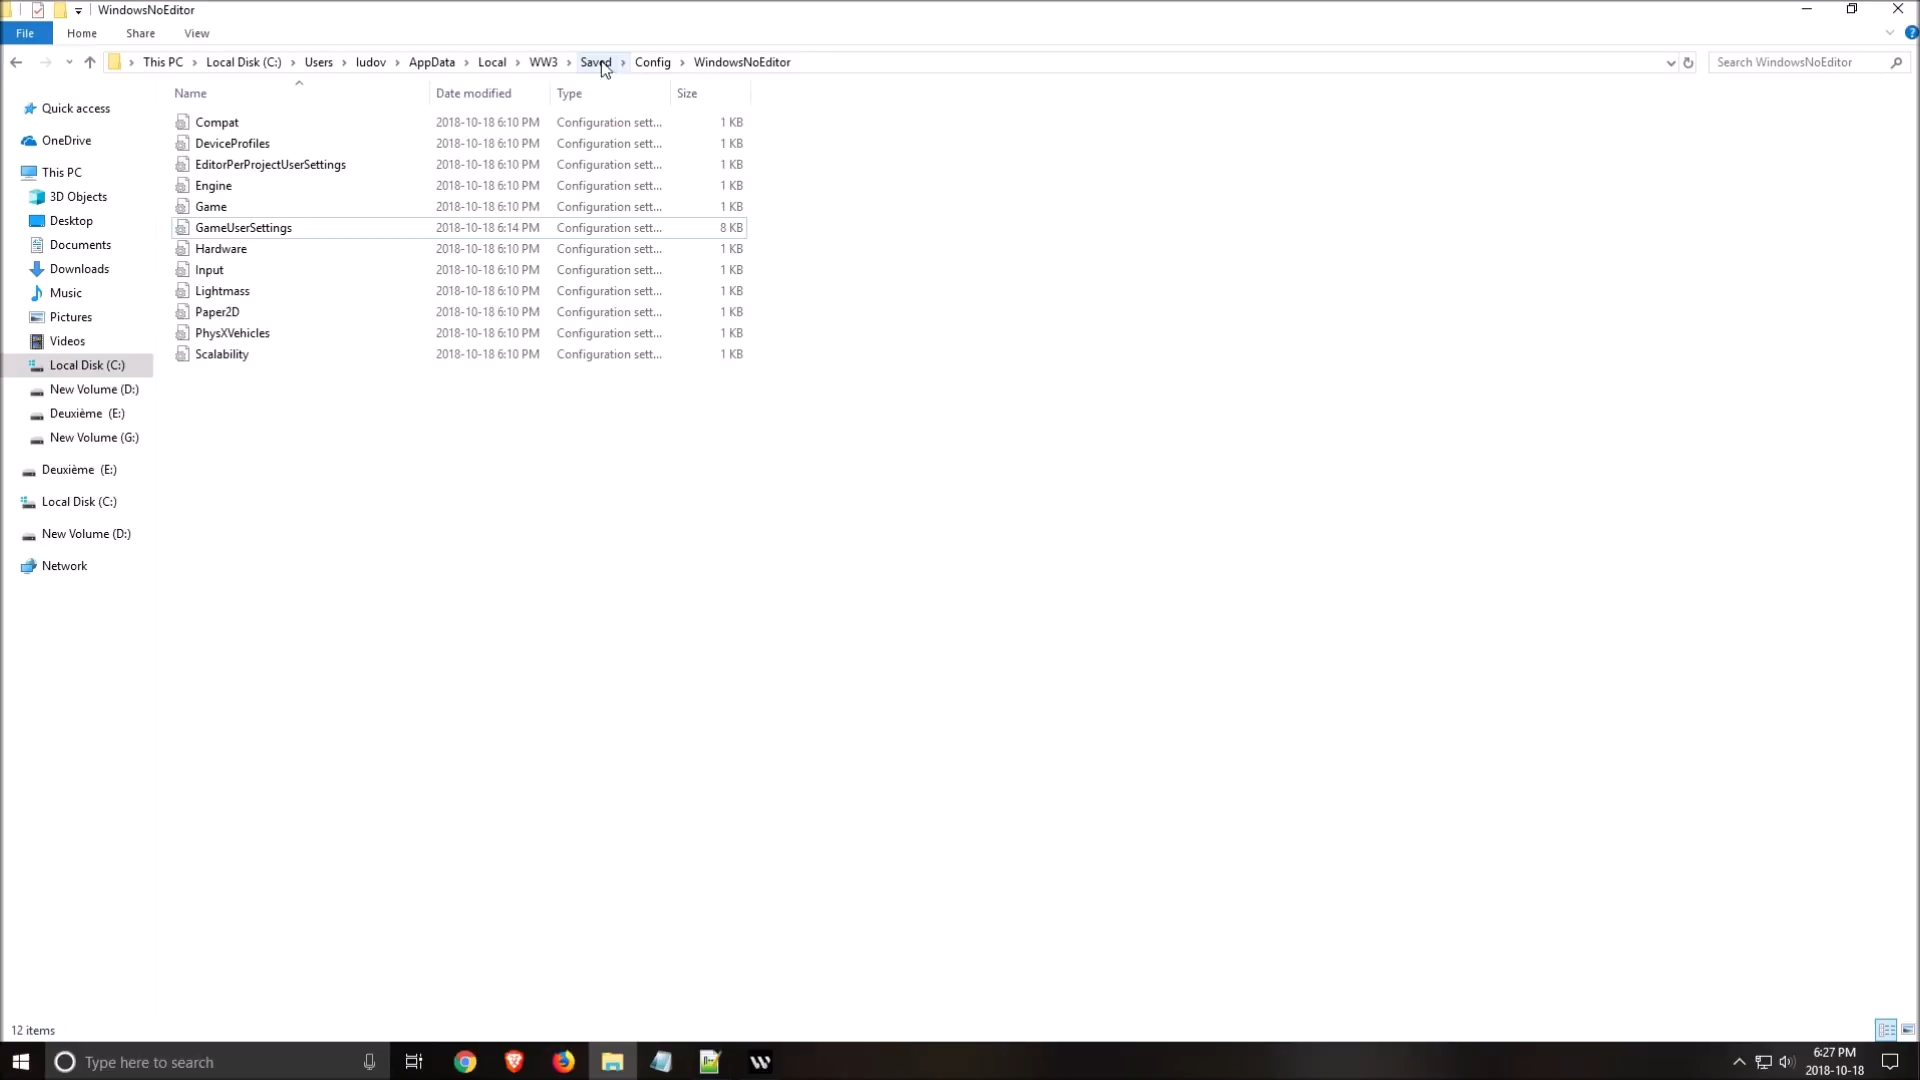 WindowsNoEditor
File Home Share View
This PC Local Disk (C:) Users ludov AppData Local WW3 Saved Config WindowsNoEditor Search WindowsNoEditor
Name Date modified Type Size
Compat 2018-10-18 6:10 PM Configuration sett... 1 KB
DeviceProfiles 2018-10-18 6:10 PM Configuration sett... 1 KB
EditorPerProjectUserSettings 2018-10-18 6:10 PM Configuration sett... 1 KB
Engine 2018-10-18 6:10 PM Configuration sett... 1 KB
Game 2018-10-18 6:10 PM Configuration sett... 1 KB
GameUserSettings 2018-10-18 6:14 PM Configuration sett... 8 KB
Hardware 2018-10-18 6:10 PM Configuration sett... 1 KB
Input 2018-10-18 6:10 PM Configuration sett... 1 KB
Lightmass 2018-10-18 6:10 PM Configuration sett... 1 KB
Paper2D 2018-10-18 6:10 PM Configuration sett... 1 KB
PhysXVehicles 2018-10-18 6:10 PM Configuration sett... 1 KB
Scalability 2018-10-18 6:10 PM Configuration sett... 1 KB
Quick access
OneDrive
This PC
3D Objects
Desktop
Documents
Downloads
Music
Pictures
Videos
Local Disk (C:)
New Volume (D:)
Deuxième (E:)
New Volume (G:)
Deuxième (E:)
Local Disk (C:)
New Volume (D:)
Network
12 items
Type here to search
6:27 PM
2018-10-18